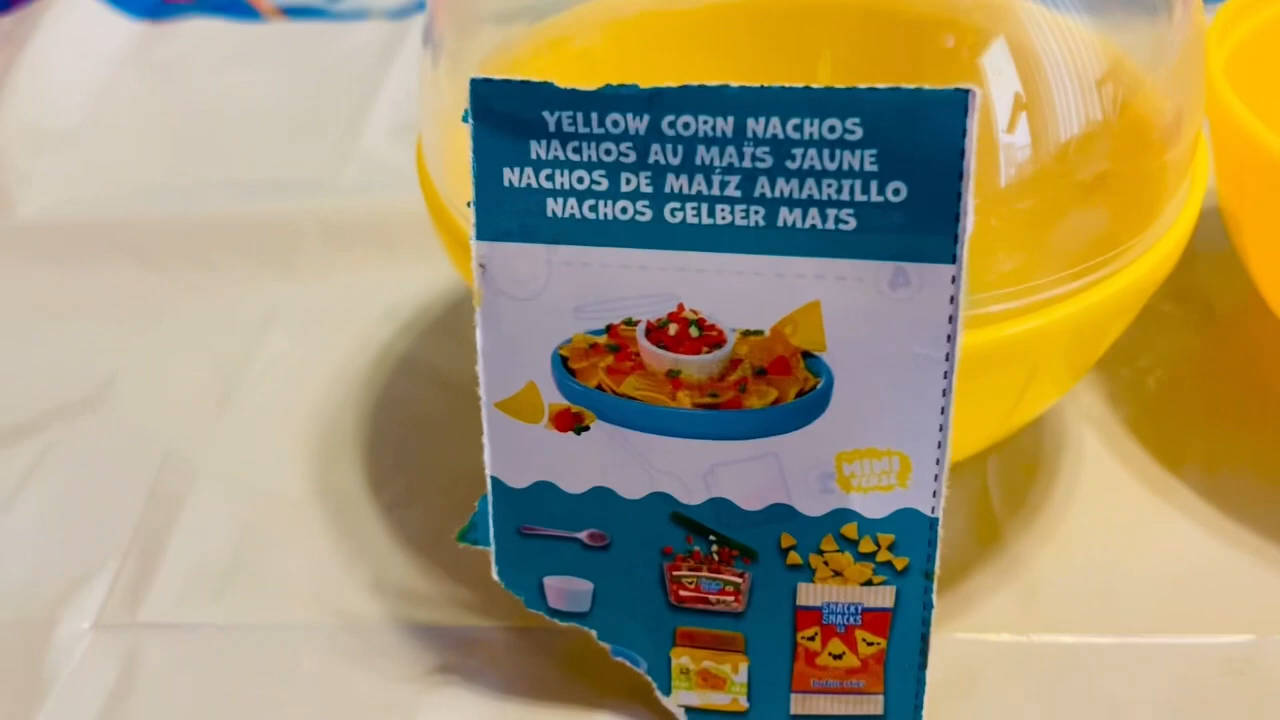 YELLOW CORN NACHOS
NACHOS AU MAÏS JAUNE
NACHOS DE MAÍZ AMARILLO
NACHOS GELBER MAIS
MINI
VERSE
SNACKY
SNACKS